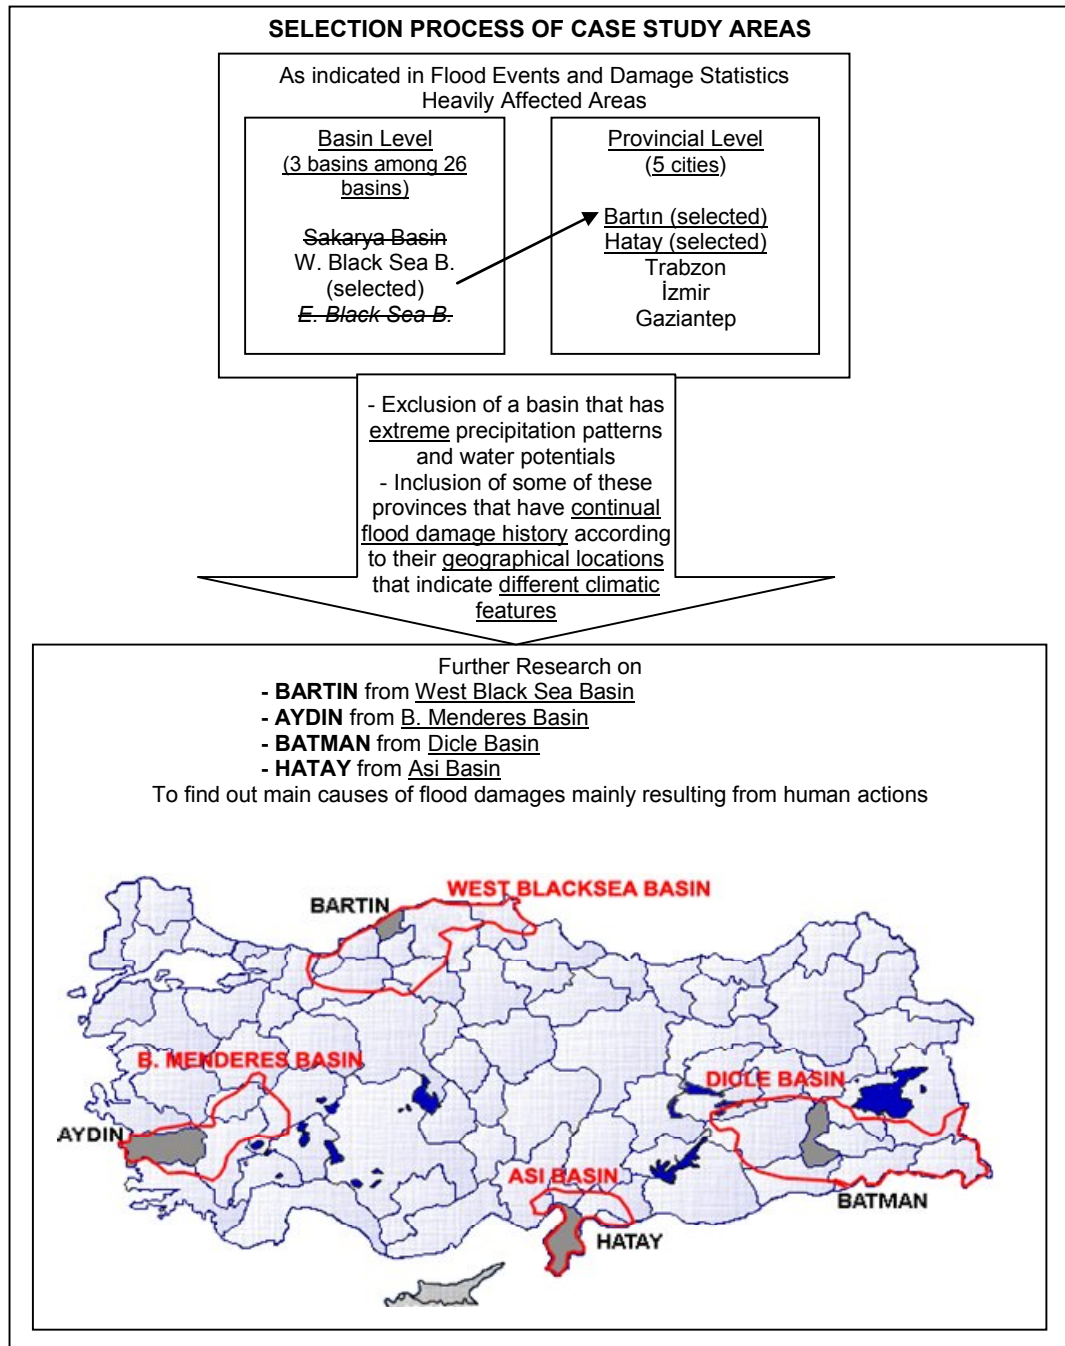 SELECTION PROCESS OF CASE STUDY AREAS
As indicated in Flood Events and Damage Statistics
Heavily Affected Areas
Basin Level
(3 basins among 26
basins)
Sakarya Basin
W. Black Sea B.
(selected)
E. Black Sea B.
Provincial Level
(5 cities)
Bartın (selected)
Hatay (selected)
Trabzon
İzmir
Gaziantep
- Exclusion of a basin that has
extreme precipitation patterns
and water potentials
- Inclusion of some of these
provinces that have continual
flood damage history according
to their geographical locations
that indicate different climatic
features
Further Research on
- BARTIN from West Black Sea Basin
- AYDIN from B. Menderes Basin
- BATMAN from Dicle Basin
- HATAY from Asi Basin
To find out main causes of flood damages mainly resulting from human actions
WEST BLACKSEA BASIN
BARTIN
B. MENDERES BASIN
DICLE BASIN
AYDIN
ASI BASIN
BATMAN
HATAY